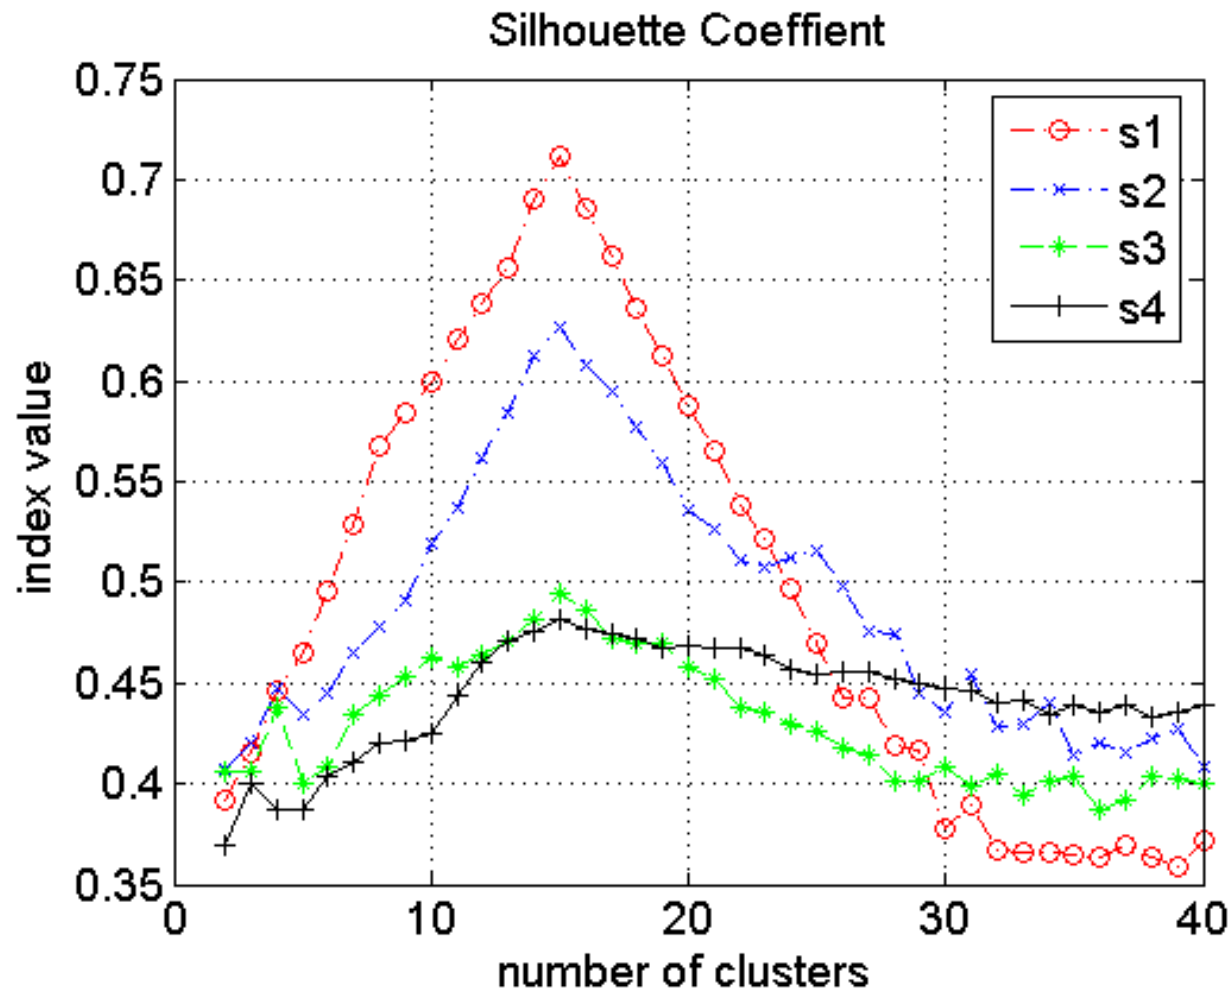 Silhouette Coeffient
0.75
0.7
0.65
0.6
0.55
0.5
0.45
0.4
0.35
index value
s1
s2
s3
s4
0 10 20 30 40
number of clusters